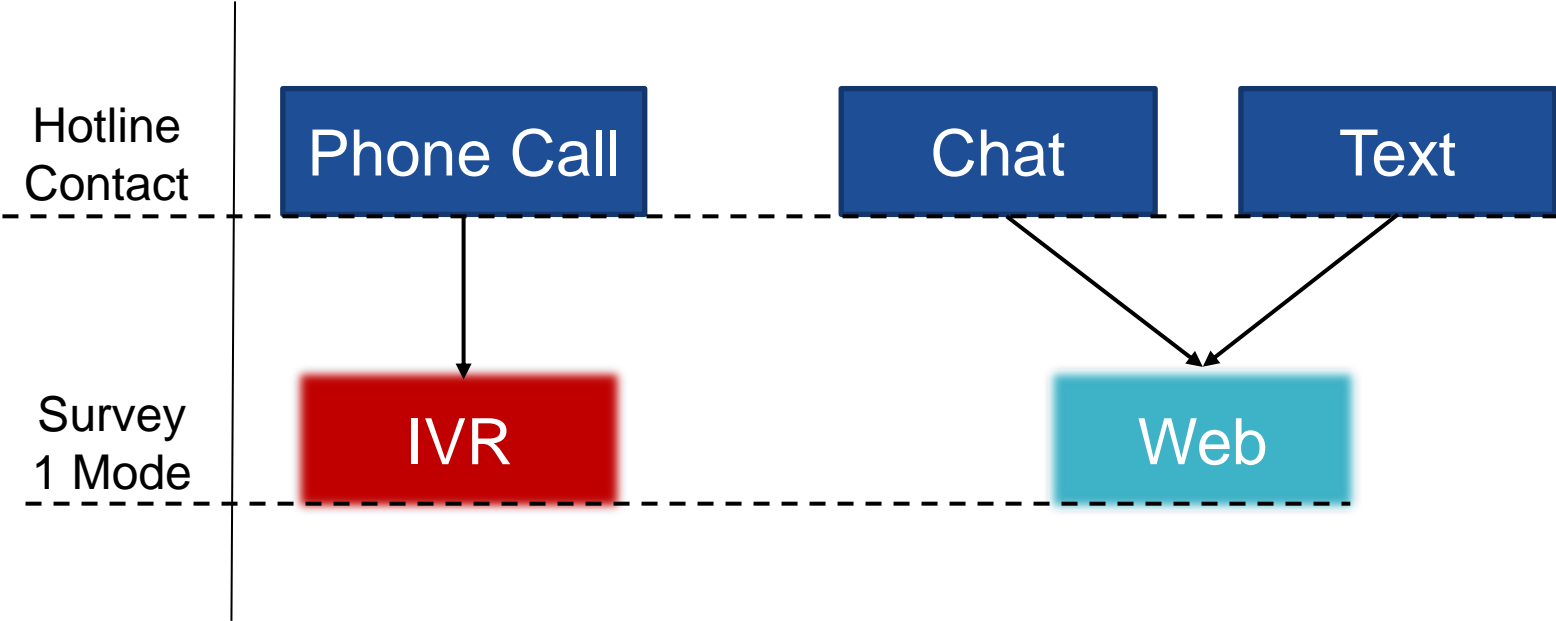 Hotline
Contact
Phone Call
Chat
Text
Survey
1 Mode
IVR
Web